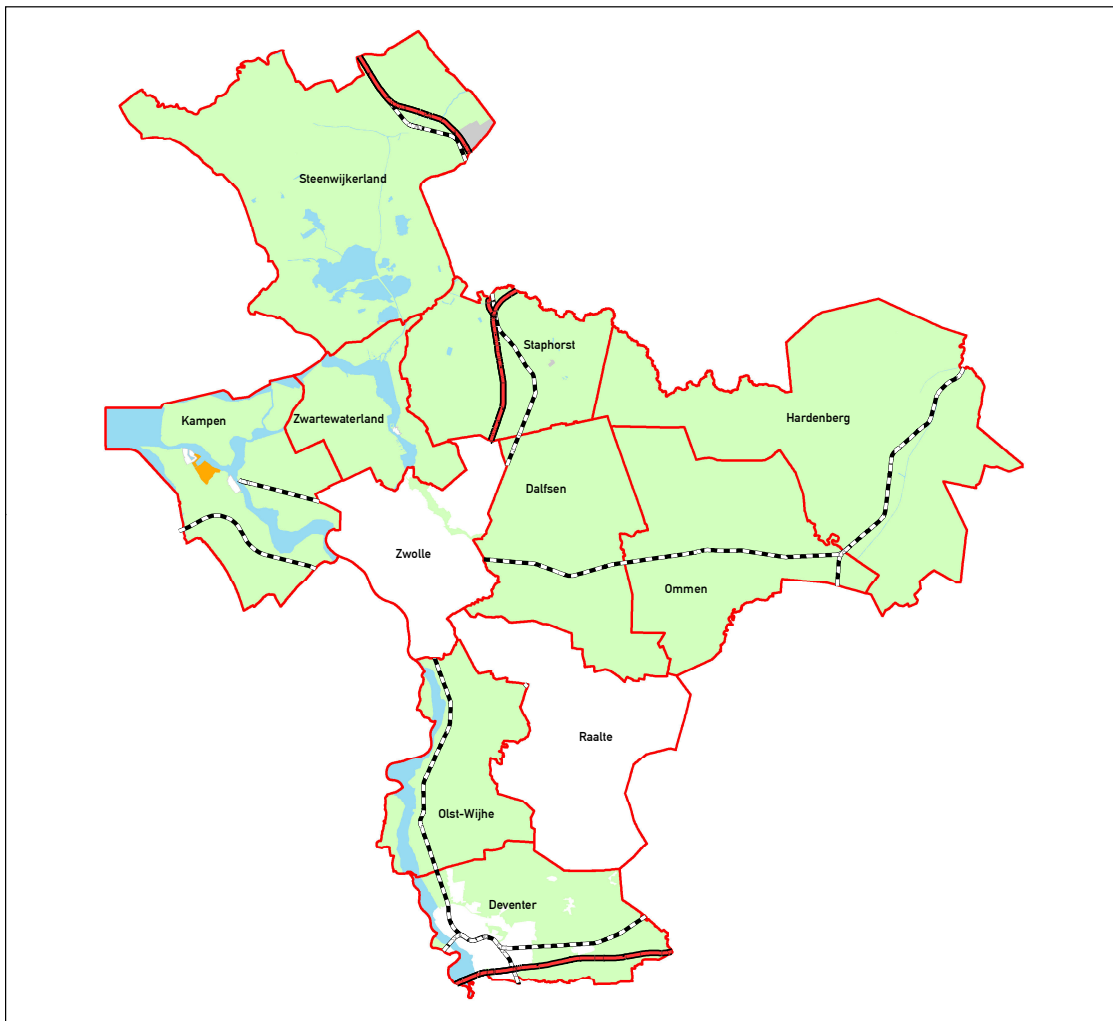 Steenwijkerland
Staphorst
Hardenberg
Kampen
Zwartewaterland
Dalfsen
Zwolle
Ommen
Raalte
Olst-Wijhe
Deventer